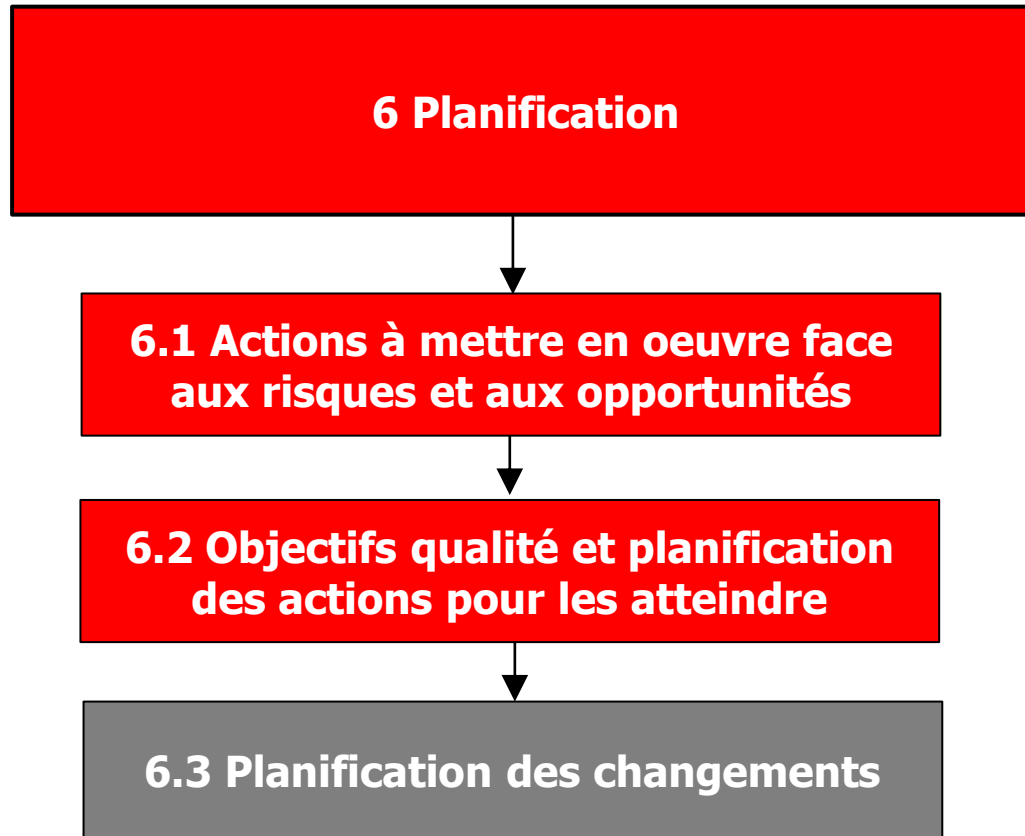 6 Planification
6.1 Actions à mettre en oeuvre face
aux risques et aux opportunités
6.2 Objectifs qualité et planification
des actions pour les atteindre
6.3 Planification des changements